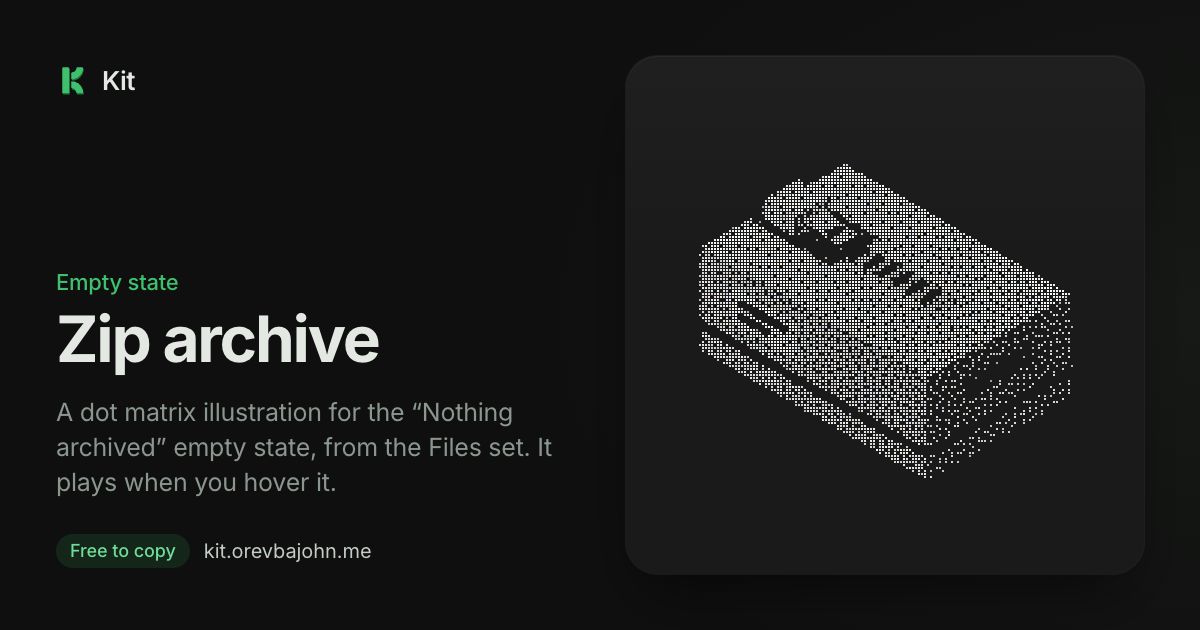 Kit
Empty state
Zip archive
A dot matrix illustration for the “Nothing
archived” empty state, from the Files set. It
plays when you hover it.
Free to copy
kit.orevbajohn.me